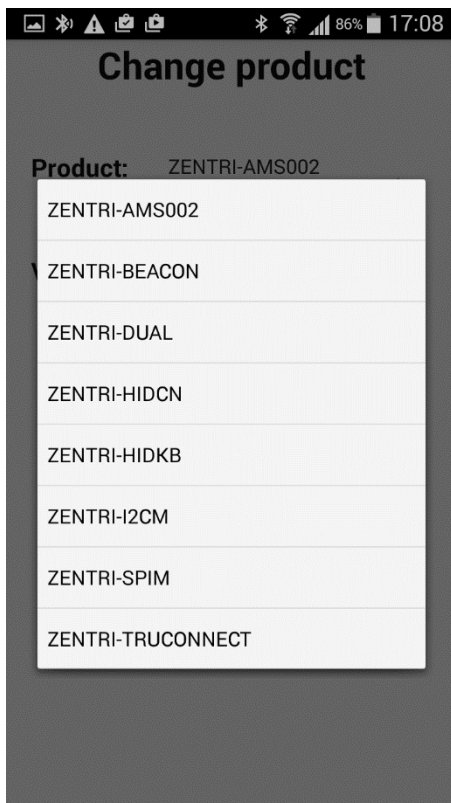 86% 17:08
Change product
Product: ZENTRI-AMS002
ZENTRI-AMS002
ZENTRI-BEACON
ZENTRI-DUAL
ZENTRI-HIDCN
ZENTRI-HIDKB
ZENTRI-I2CM
ZENTRI-SPIM
ZENTRI-TRUCONNECT